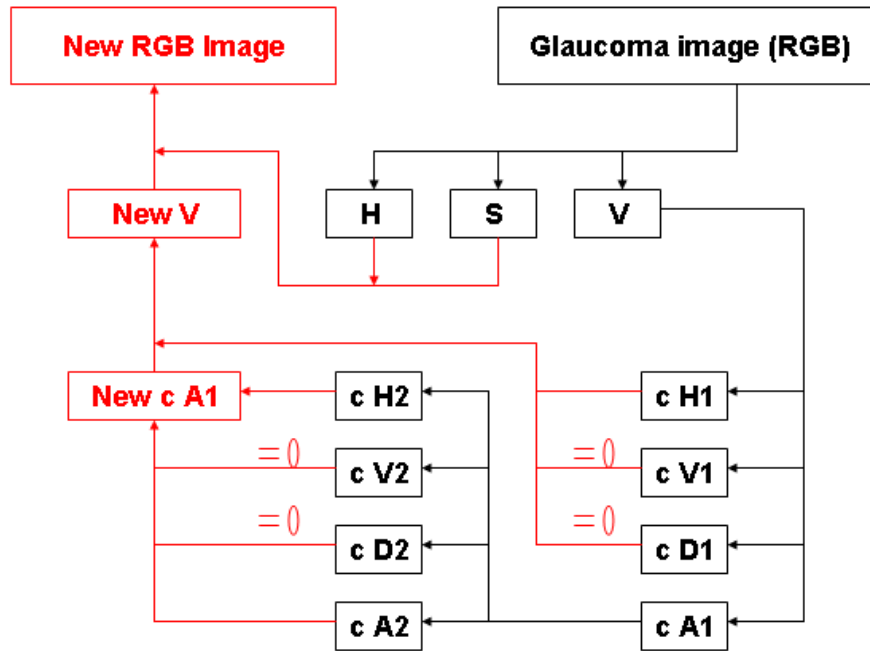 New RGB Image
Glaucoma image (RGB)
New V
H
S
V
New c A1
c H2
c H1
=0
c V2
=0
c V1
=0
c D2
=0
c D1
c A2
c A1